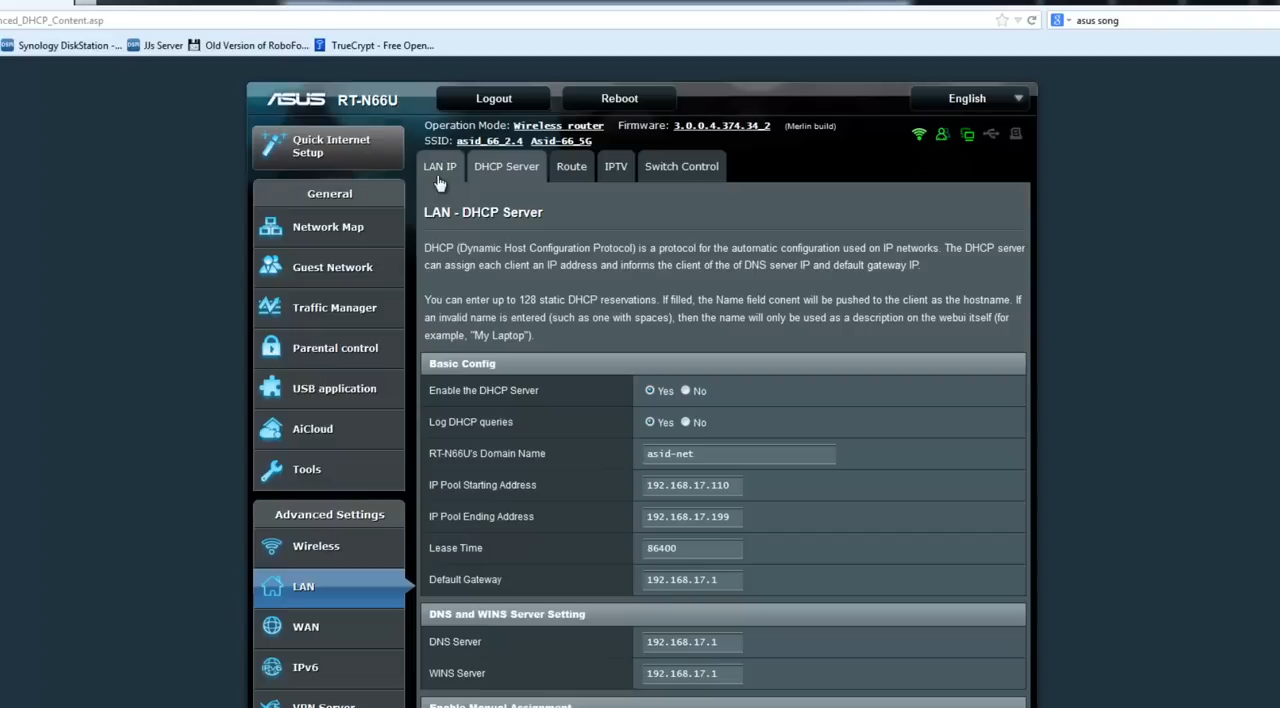 nced_DHCP_Content.asp
asus song
Synology DiskStation -...
JJs Server
Old Version of RoboFo...
TrueCrypt - Free Open...
ASUS RT-N66U
Logout
Reboot
English
Quick Internet
Setup
Operation Mode: Wireless router Firmware: 3.0.0.4.374.34_2 (Merlin build)
SSID: asid_66_2.4 Asid-66_5G
LAN IP
DHCP Server
Route
IPTV
Switch Control
General
Network Map
Guest Network
Traffic Manager
Parental control
USB application
AiCloud
Tools
Advanced Settings
Wireless
LAN
WAN
IPv6
VPN Server
LAN - DHCP Server
DHCP (Dynamic Host Configuration Protocol) is a protocol for the automatic configuration used on IP networks. The DHCP server
can assign each client an IP address and informs the client of the of DNS server IP and default gateway IP.
You can enter up to 128 static DHCP reservations. If filled, the Name field conent will be pushed to the client as the hostname. If
an invalid name is entered (such as one with spaces), then the name will only be used as a description on the webui itself (for
example, "My Laptop").
Basic Config
Enable the DHCP Server Yes No
Log DHCP queries Yes No
RT-N66U's Domain Name asid-net
IP Pool Starting Address 192.168.17.110
IP Pool Ending Address 192.168.17.199
Lease Time 86400
Default Gateway 192.168.17.1
DNS and WINS Server Setting
DNS Server 192.168.17.1
WINS Server 192.168.17.1
Enable Manual Assignment